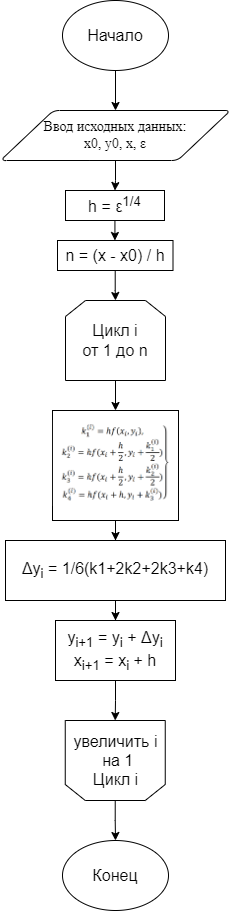 Начало
Ввод исходных данных:
x0, y0, x, ε
h = ε^1/4
n = (x - x0) / h
Цикл i
от 1 до n
k₁⁽ⁱ⁾ = hf(xᵢ, yᵢ),
k₂⁽ⁱ⁾ = hf(xᵢ + h/2, yᵢ + k₁⁽ⁱ⁾/2)
k₃⁽ⁱ⁾ = hf(xᵢ + h/2, yᵢ + k₂⁽ⁱ⁾/2)
k₄⁽ⁱ⁾ = hf(xᵢ + h, yᵢ + k₃⁽ⁱ⁾)
Δyᵢ = 1/6(k1+2k2+2k3+k4)
yᵢ₊₁ = yᵢ + Δyᵢ
xᵢ₊₁ = xᵢ + h
увеличить i
на 1
Цикл i
Конец